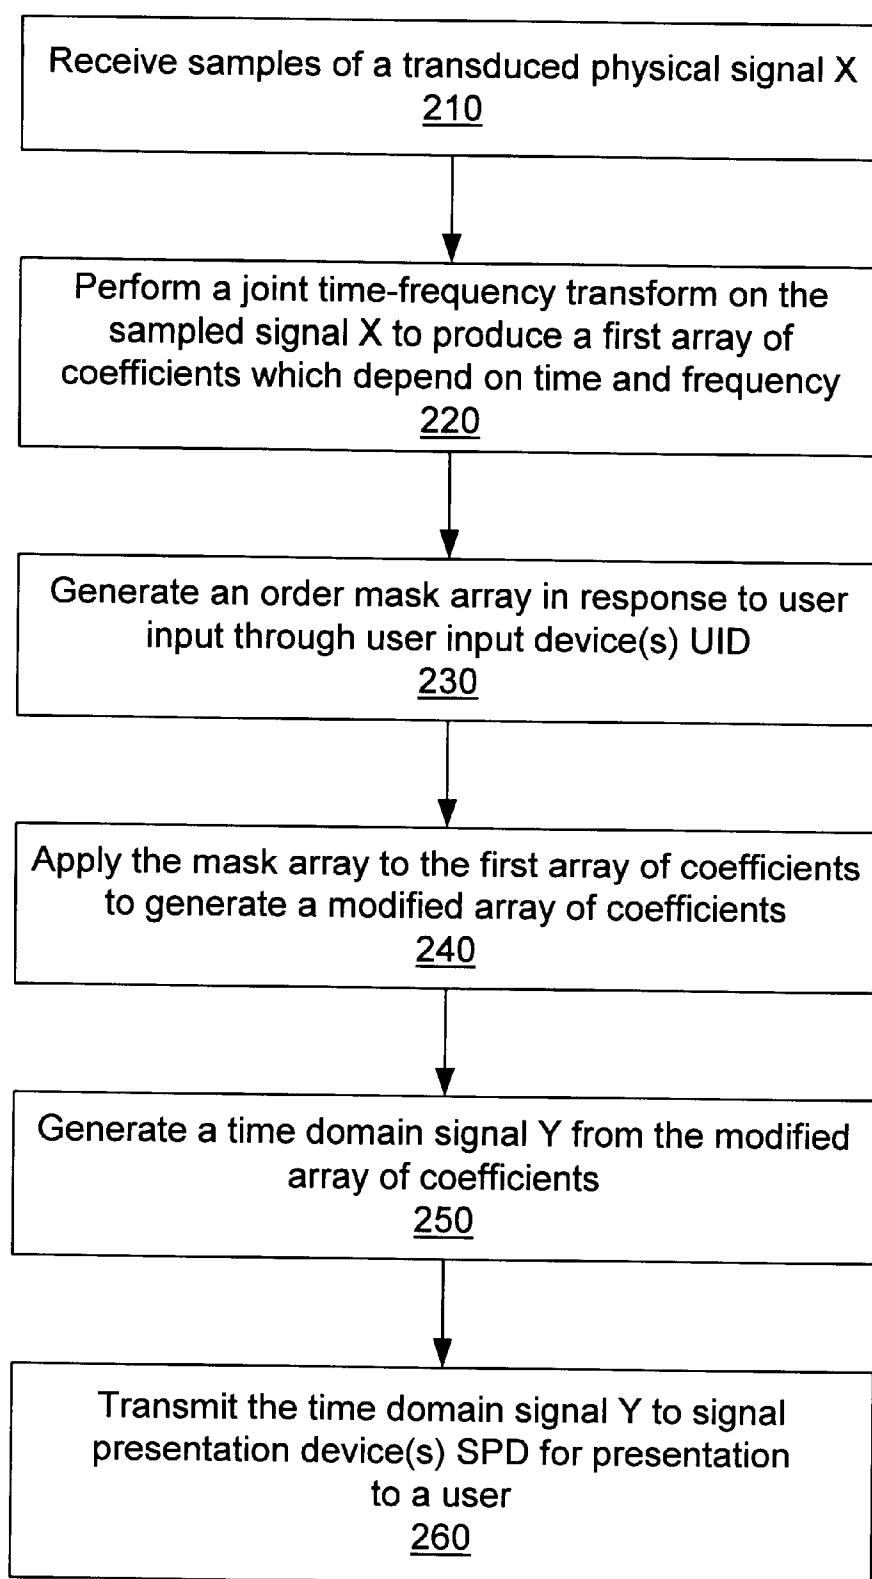 Receive samples of a transduced physical signal X
210
Perform a joint time-frequency transform on the
sampled signal X to produce a first array of
coefficients which depend on time and frequency
220
Generate an order mask array in response to user
input through user input device(s) UID
230
Apply the mask array to the first array of coefficients
to generate a modified array of coefficients
240
Generate a time domain signal Y from the modified
array of coefficients
250
Transmit the time domain signal Y to signal
presentation device(s) SPD for presentation
to a user
260